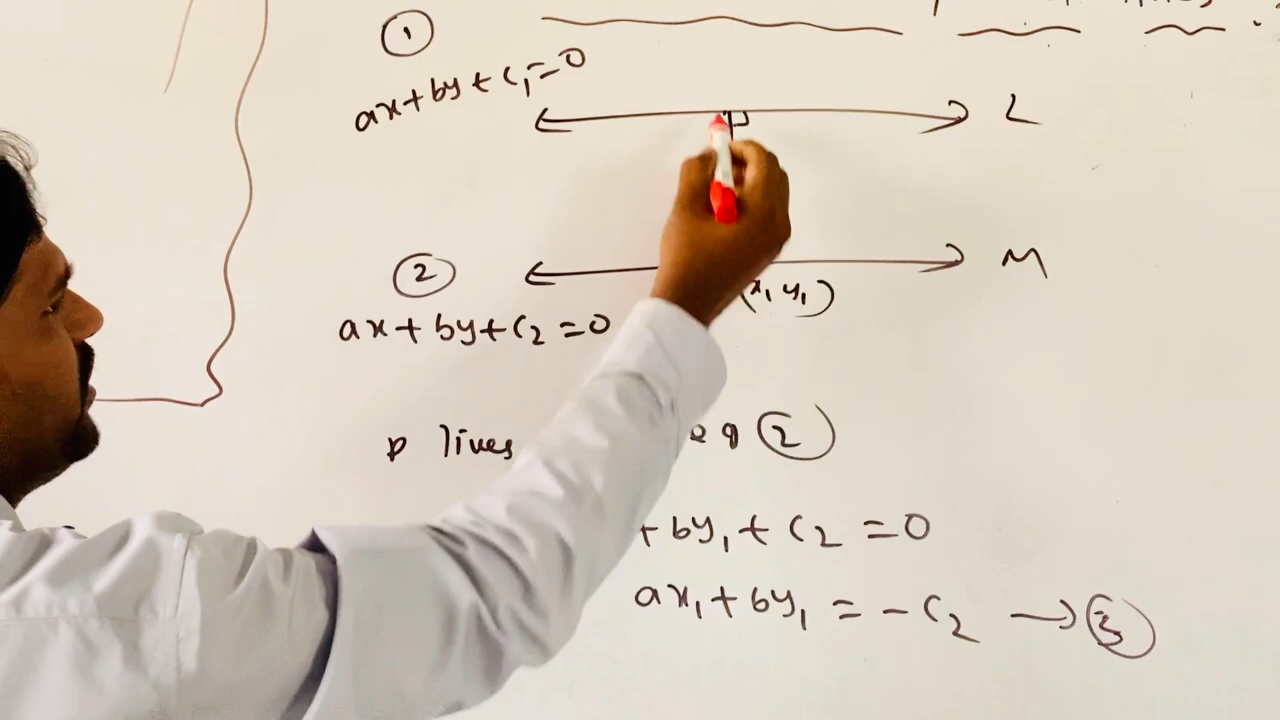 ①
ax+by+c₁=0
L
②
M
(x₁ y₁)
ax+by+c₂=0
p lives eq ②
+by₁+c₂=0
ax₁+by₁=-c₂ → ③